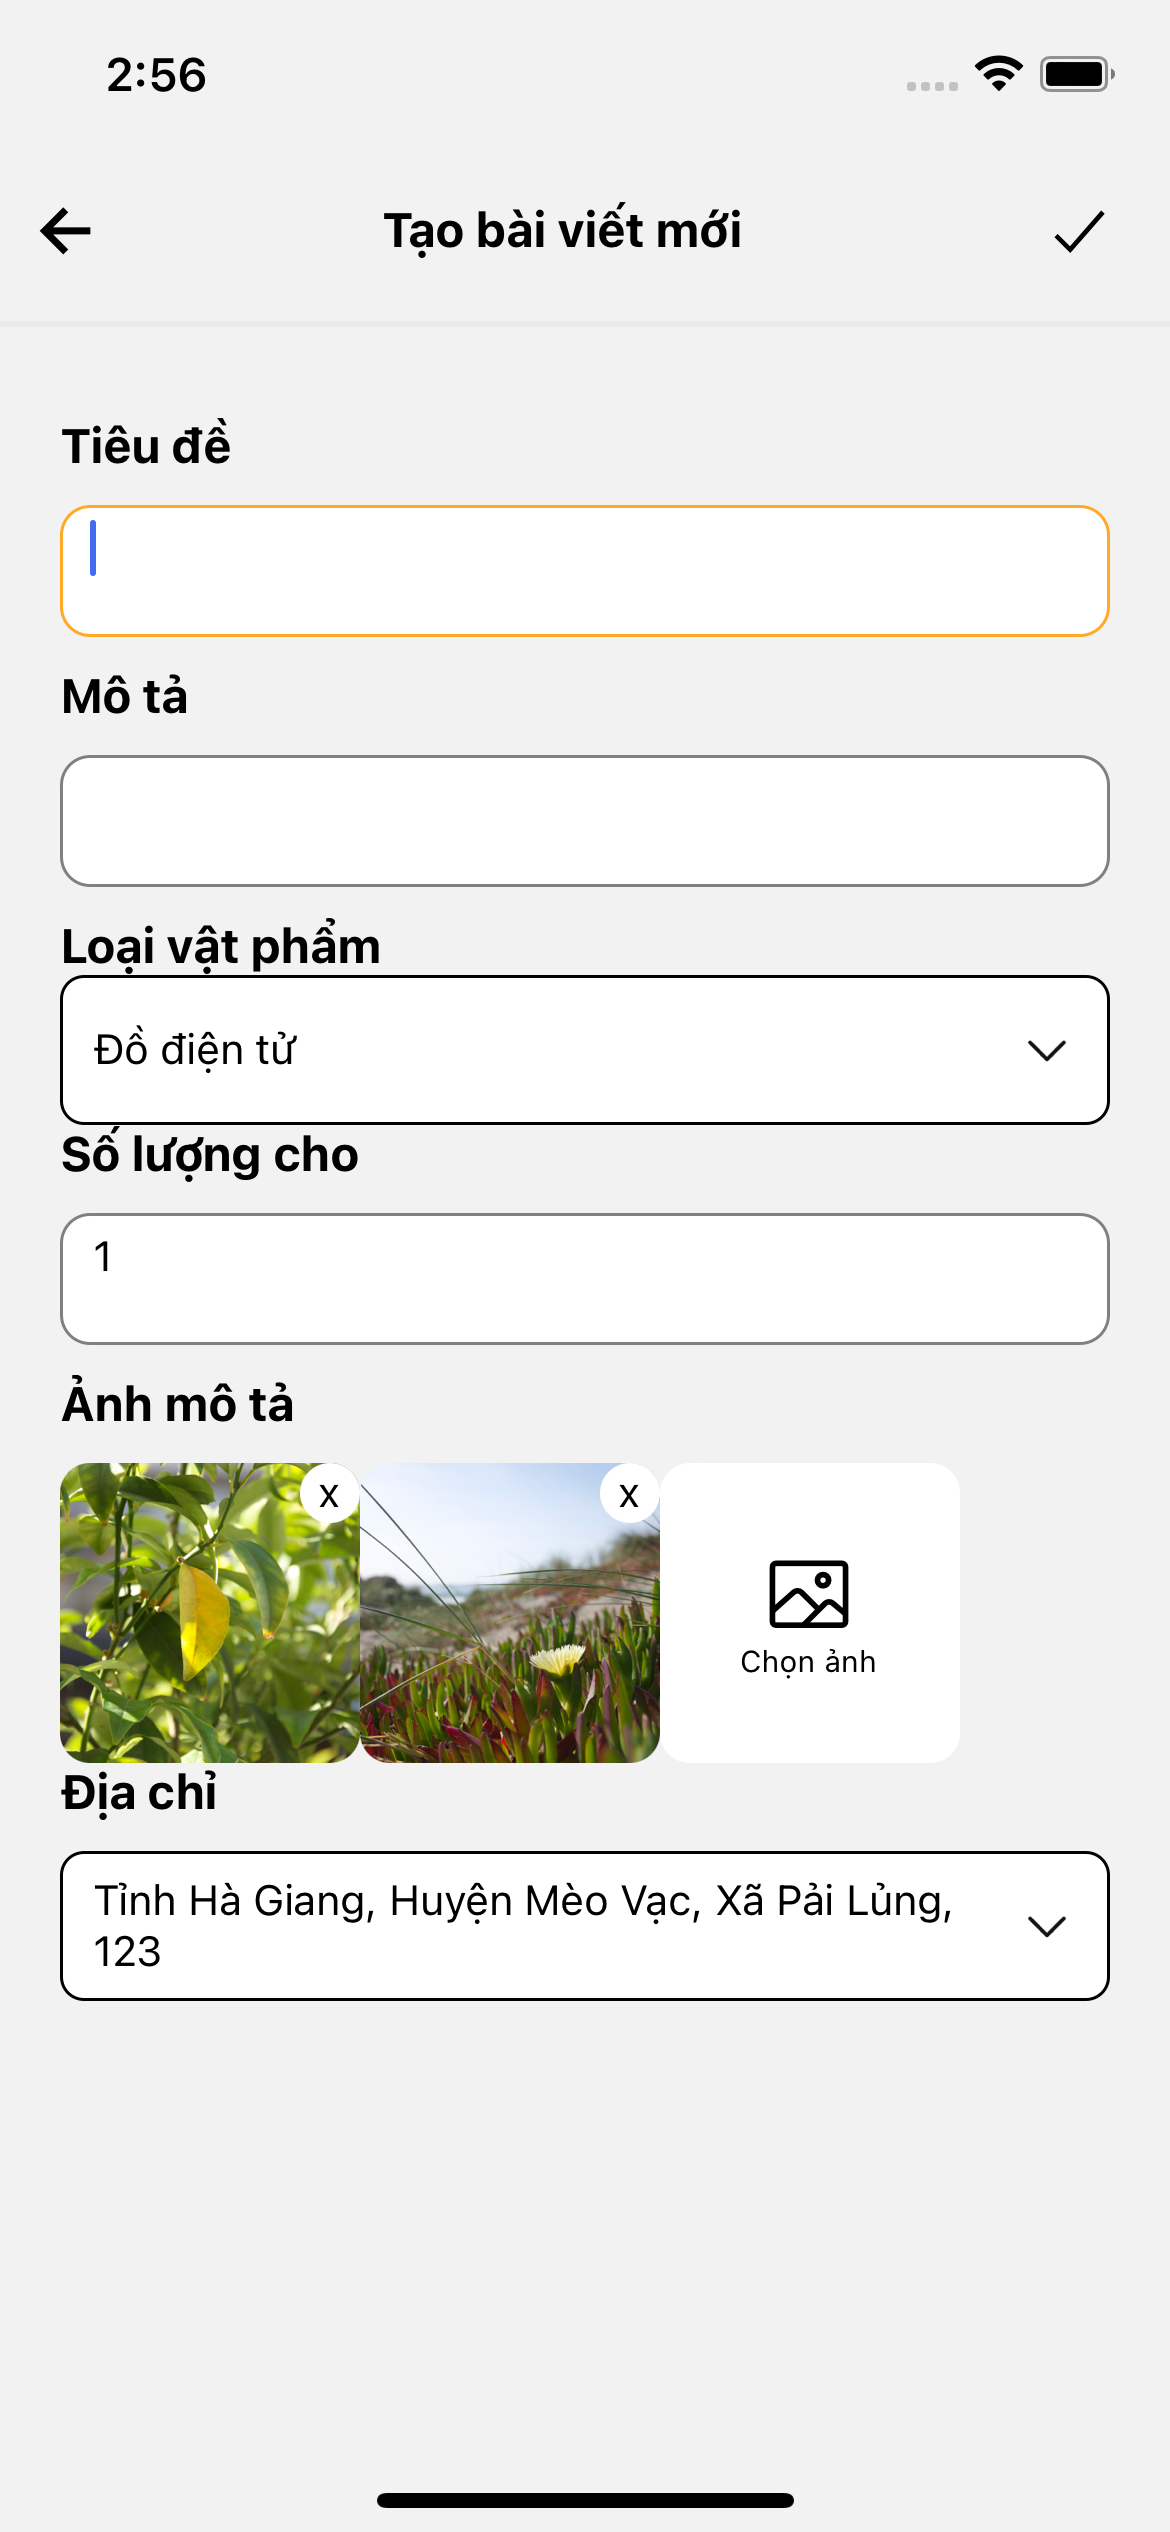 2:56
Tạo bài viết mới
Tiêu đề
Mô tả
Loại vật phẩm
Đồ điện tử
Số lượng cho
1
Ảnh mô tả
X
X
Chọn ảnh
Địa chỉ
Tỉnh Hà Giang, Huyện Mèo Vạc, Xã Pải Lủng,
123